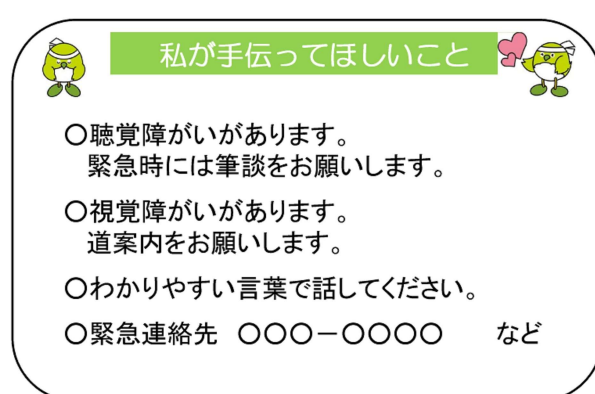 私が手伝ってほしいこと
○聴覚障がいがあります。
緊急時には筆談をお願いします。
○視覚障がいがあります。
道案内をお願いします。
○わかりやすい言葉で話してください。
○緊急連絡先　○○○－○○○○　　など